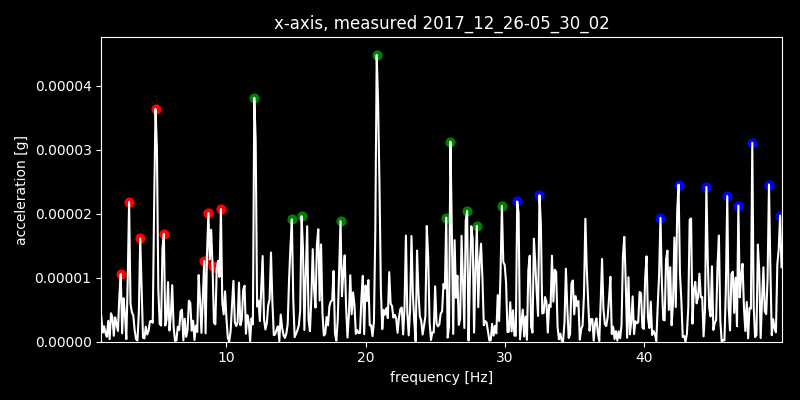 x-axis, measured 2017_12_26-05_30_02
acceleration [g]
0.00004
0.00003
0.00002
0.00001
0.00000
10 20 30 40
frequency [Hz]